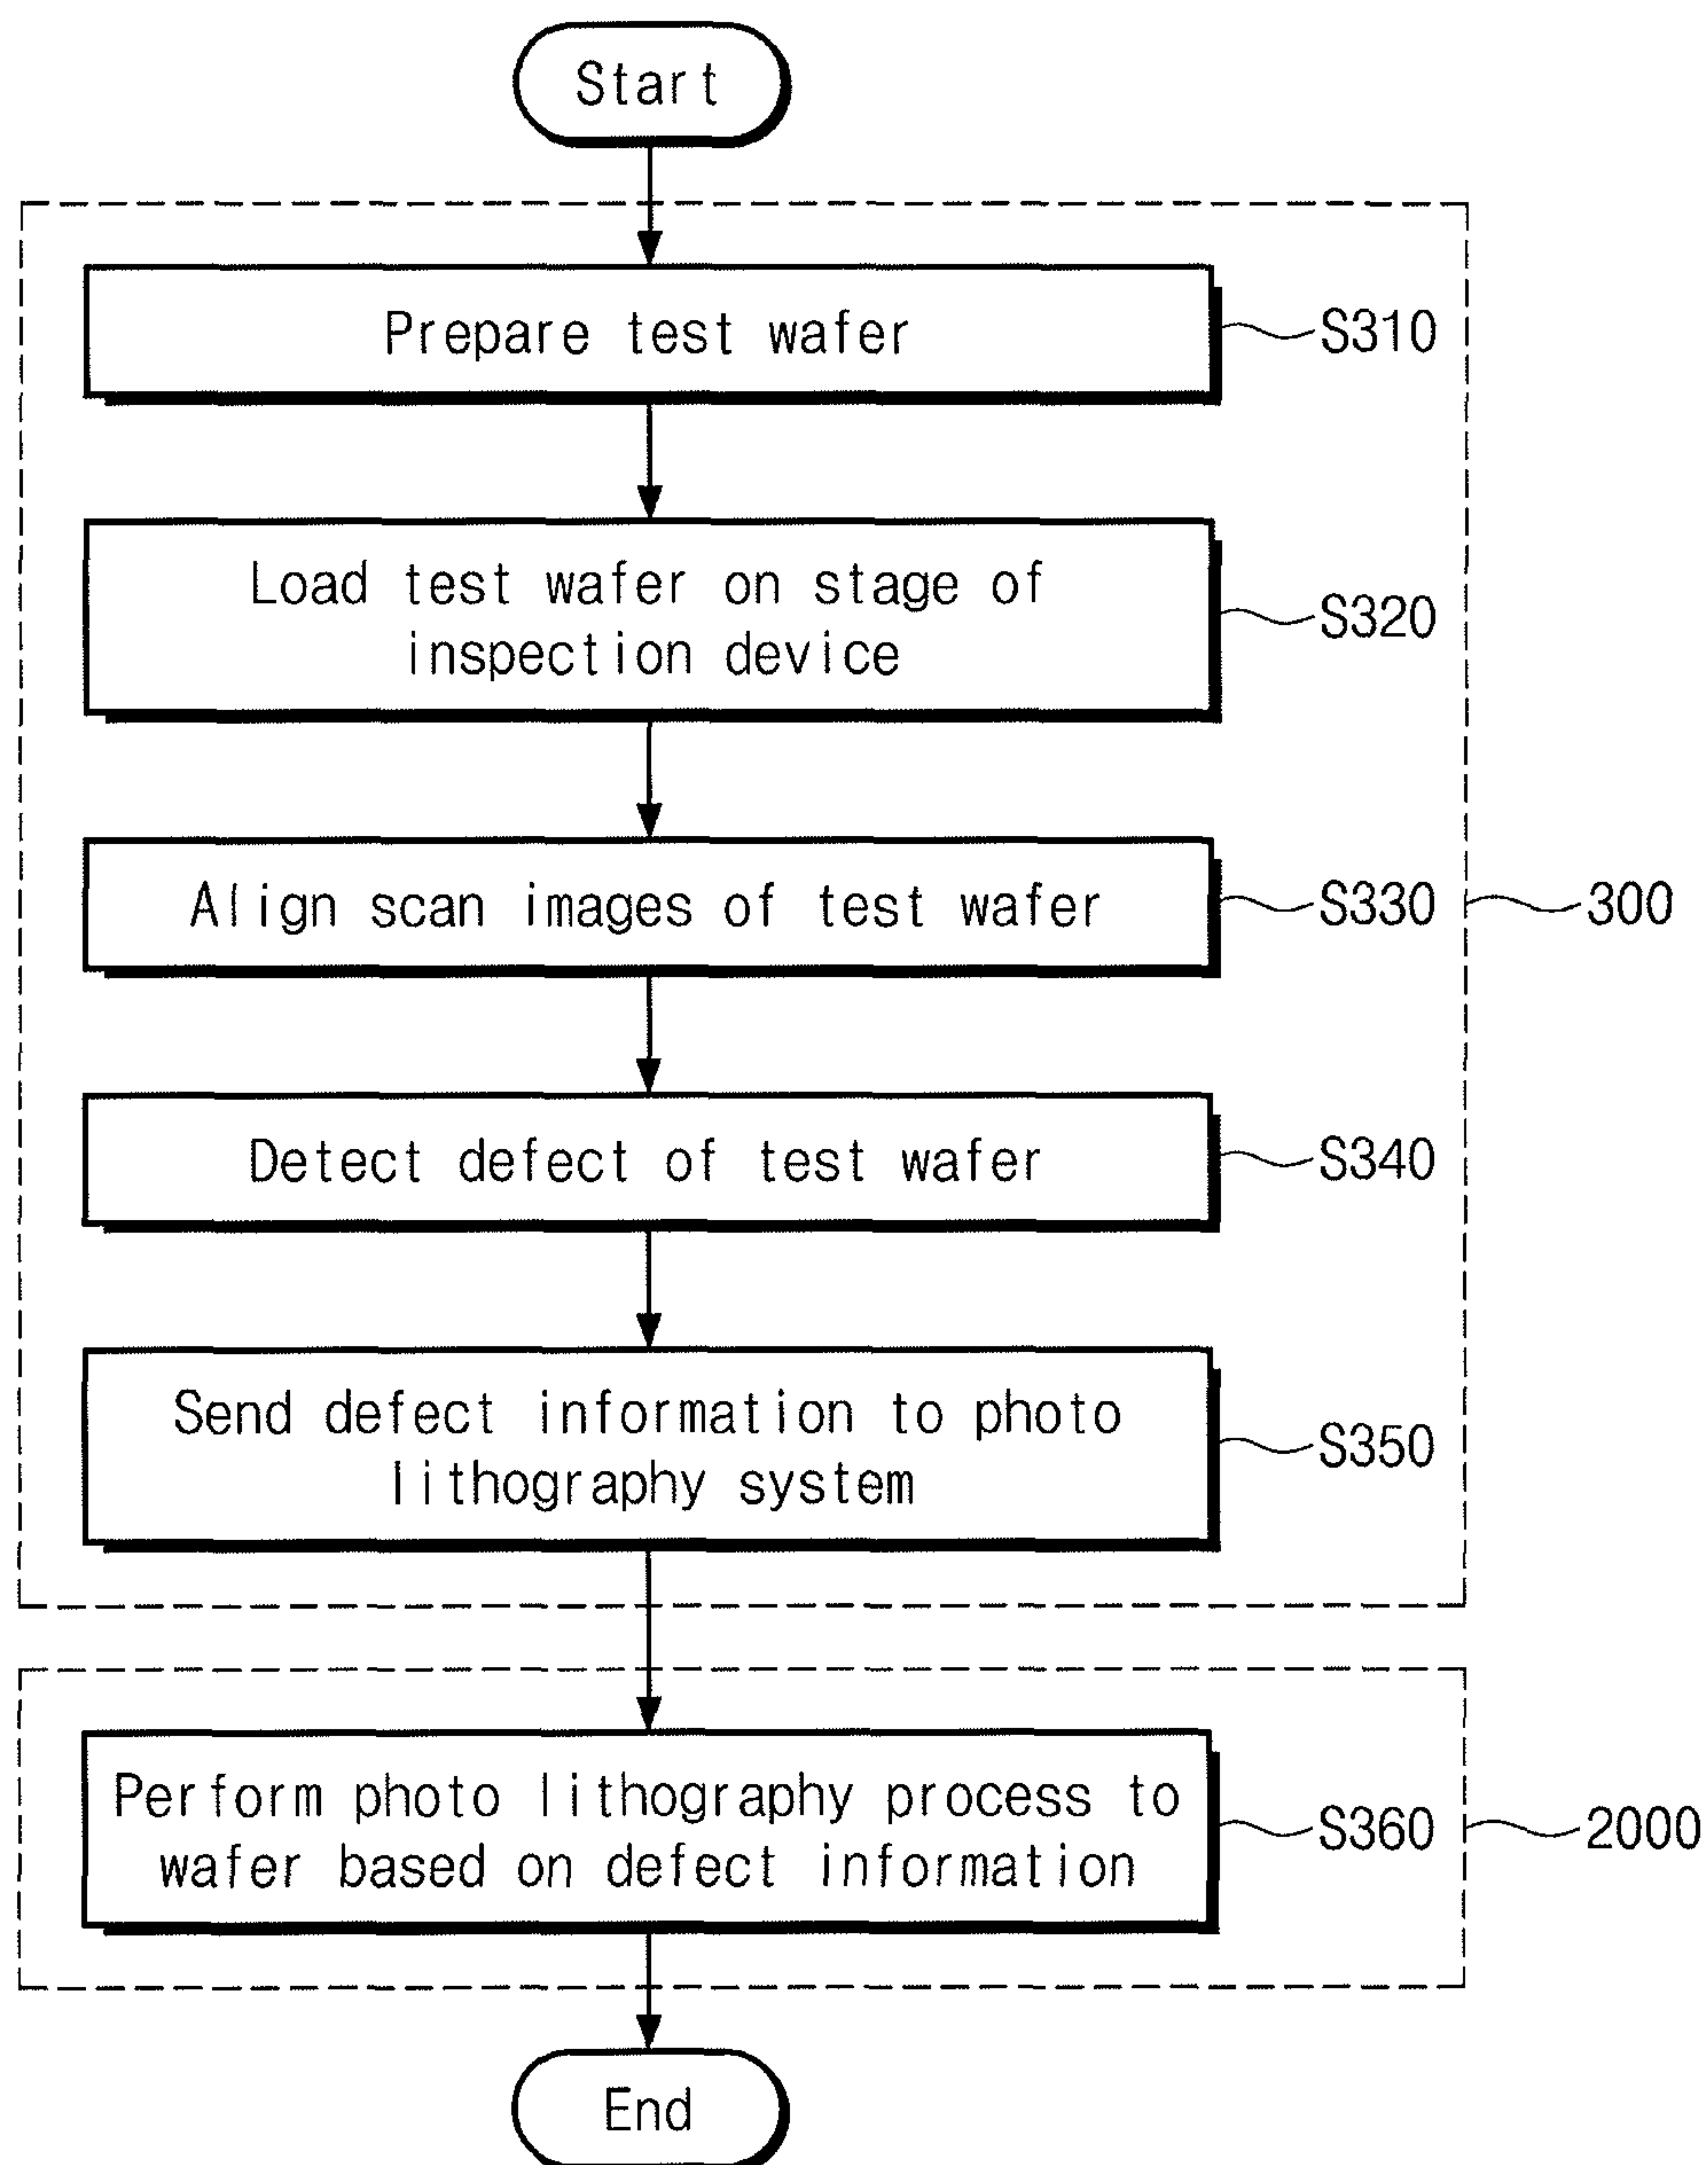 Start
Prepare test wafer
S310
Load test wafer on stage of
inspection device
S320
Align scan images of test wafer
S330
300
Detect defect of test wafer
S340
Send defect information to photo
lithography system
S350
Perform photo lithography process to
wafer based on defect information
S360
2000
End